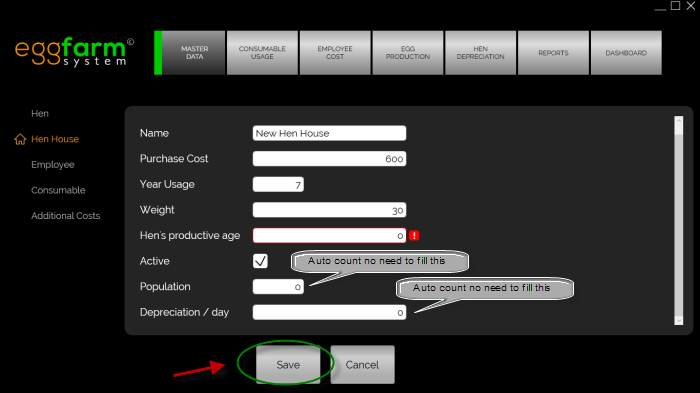 eggfarm©
system
MASTER
DATA
CONSUMABLE
USAGE
EMPLOYEE
COST
EGG
PRODUCTION
HEN
DEPRECIATION
REPORTS
DASHBOARD
Hen
Hen House
Employee
Consumable
Additional Costs
Name
New Hen House
Purchase Cost
600
Year Usage
7
Weight
30
Hen's productive age
0
!
Active
Auto count no need to fill this
Population
0
Auto count no need to fill this
Depreciation / day
0
Save
Cancel